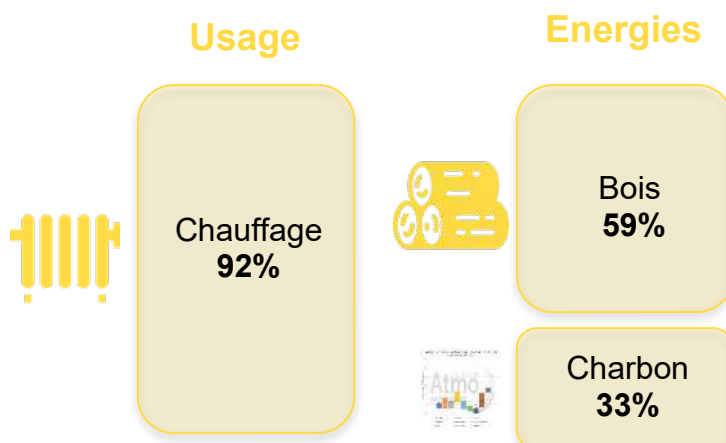 Usage
Energies
Chauffage
92%
Bois
59%
Charbon
33%
Atmo